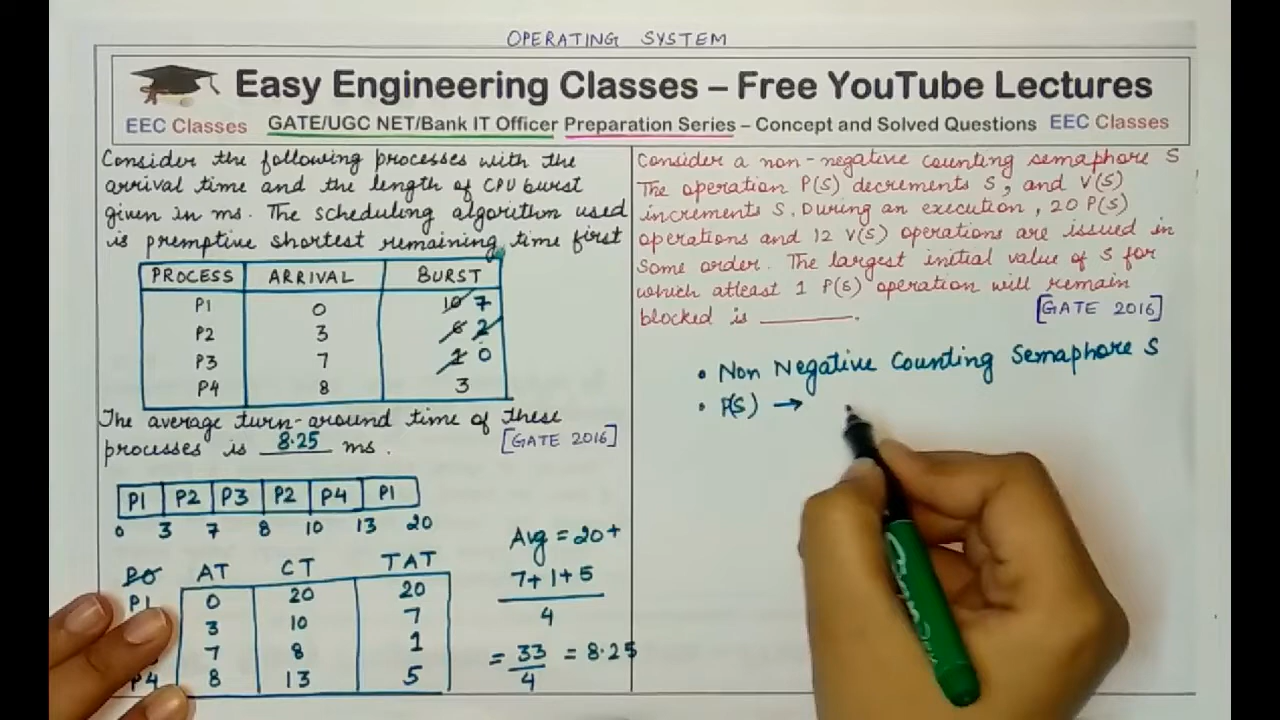 OPERATING SYSTEM
Easy Engineering Classes – Free YouTube Lectures
EEC Classes GATE/UGC NET/Bank IT Officer Preparation Series – Concept and Solved Questions EEC Classes
Consider the following processes with the
arrival time and the length of CPU burst
given in ms. The scheduling algorithm used
is premptive shortest remaining time first
PROCESS ARRIVAL BURST
P1 0 10 7
P2 3 6 2
P3 7 1 0
P4 8 3
The average turn-around time of these
processes is 8.25 ms. [GATE 2016]
P1 P2 P3 P2 P4 P1
0 3 7 8 10 13 20
AT CT TAT
P1 0 20 20
3 10 7
7 8 1
P4 8 13 5
Avg = 20+
7+1+5
4
= 33 = 8.25
4
Consider a non-negative counting semaphore S
The operation P(S) decrements S, and V(S)
increments S. During an execution, 20 P(S)
operations and 12 V(S) operations are issued in
some order. The largest initial value of S for
which atleast 1 P(S) operation will remain
blocked is ________.
[GATE 2016]
• Non Negative Counting Semaphore S
• P(S) →